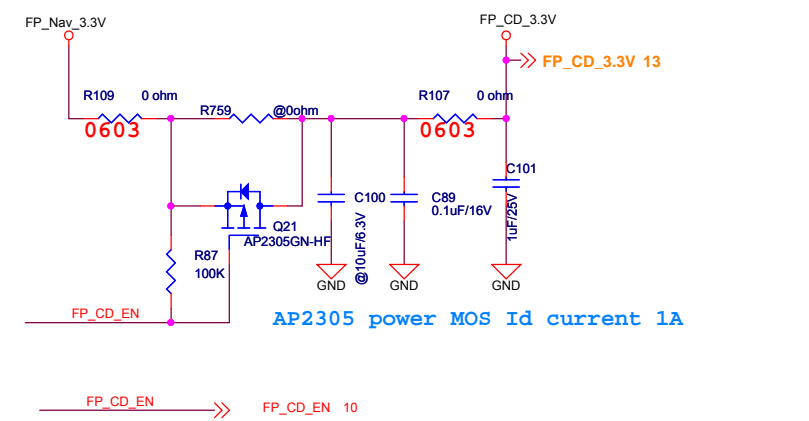 FP_Nav_3.3V
FP_CD_3.3V
FP_CD_3.3V 13
R109 0 ohm
0603
R759 @0ohm
R107 0 ohm
0603
C101
1uF/25V
C100
@10uF/6.3V
C89
0.1uF/16V
Q21
AP2305GN-HF
R87
100K
GND
GND
GND
FP_CD_EN
AP2305 power MOS Id current 1A
FP_CD_EN
FP_CD_EN 10